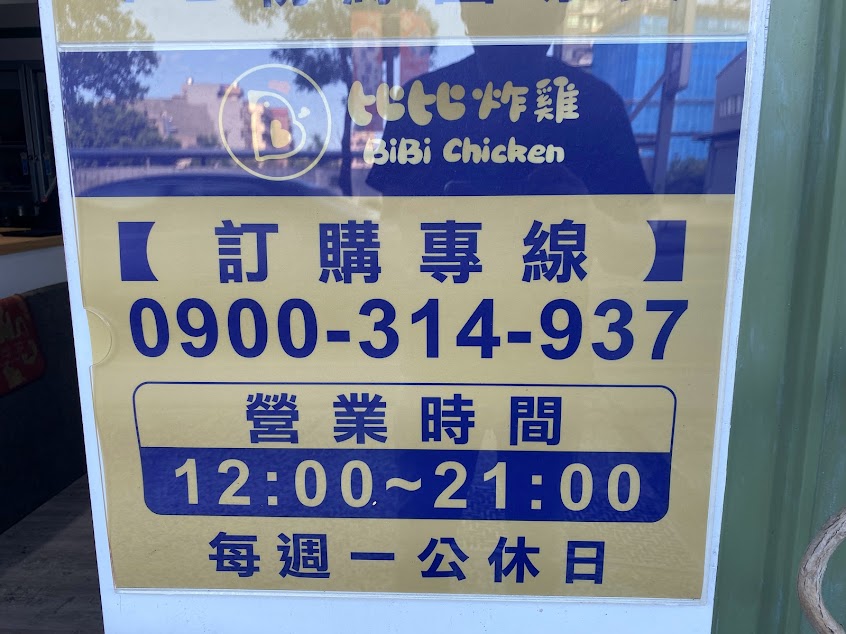 比比炸雞
BiBi Chicken
【訂購專線】
0900-314-937
營業時間
12:00~21:00
每週一公休日